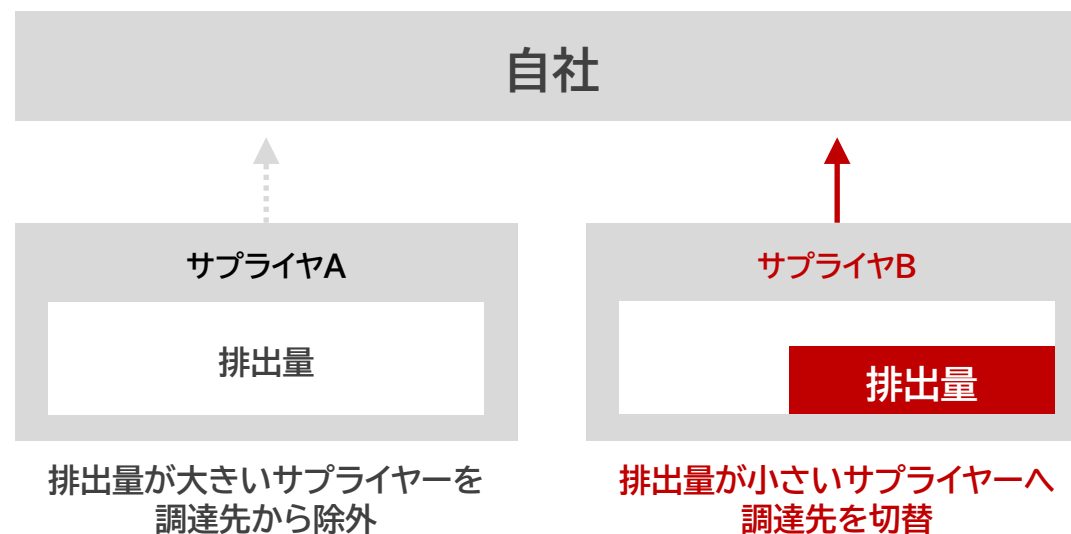 自社
サプライヤA
排出量
排出量が大きいサプライヤーを
調達先から除外
サプライヤB
排出量
排出量が小さいサプライヤーへ
調達先を切替